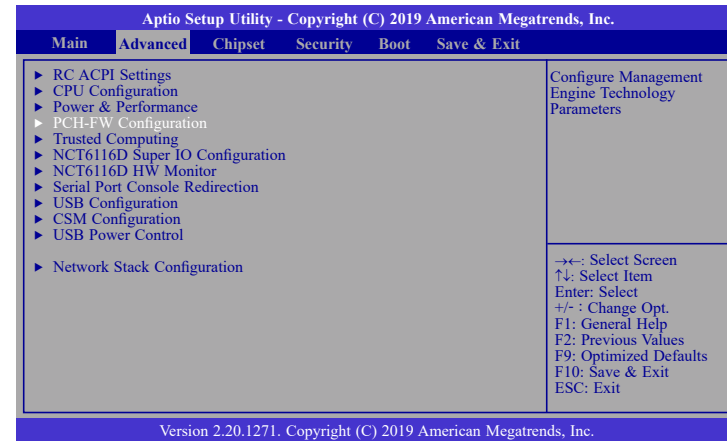 Aptio Setup Utility - Copyright (C) 2019 American Megatrends, Inc.
Main Advanced Chipset Security Boot Save & Exit
► RC ACPI Settings
► CPU Configuration
► Power & Performance
► PCH-FW Configuration
► Trusted Computing
► NCT6116D Super IO Configuration
► NCT6116D HW Monitor
► Serial Port Console Redirection
► USB Configuration
► CSM Configuration
► USB Power Control
► Network Stack Configuration
Configure Management
Engine Technology
Parameters
→←: Select Screen
↑↓: Select Item
Enter: Select
+/- : Change Opt.
F1: General Help
F2: Previous Values
F9: Optimized Defaults
F10: Save & Exit
ESC: Exit
Version 2.20.1271. Copyright (C) 2019 American Megatrends, Inc.